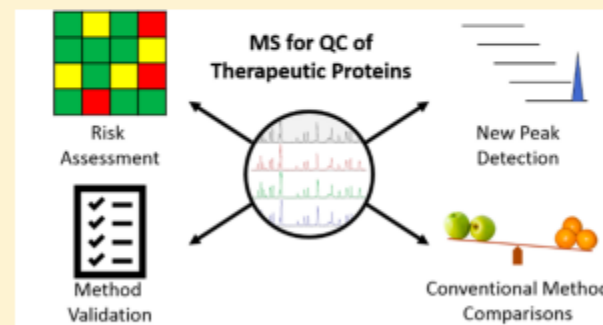 MS for QC of
Therapeutic Proteins
Risk
Assessment
New Peak
Detection
Method
Validation
Conventional Method
Comparisons